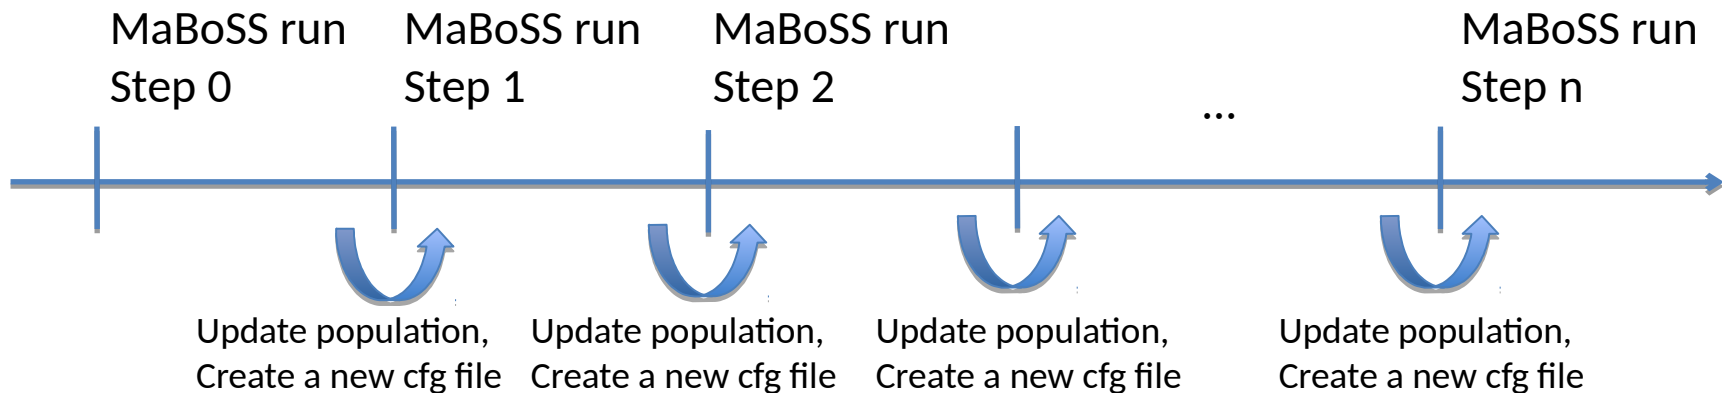 MaBoSS run
Step 0
MaBoSS run
Step 1
MaBoSS run
Step 2
...
MaBoSS run
Step n
Update population,
Create a new cfg file
Update population,
Create a new cfg file
Update population,
Create a new cfg file
Update population,
Create a new cfg file